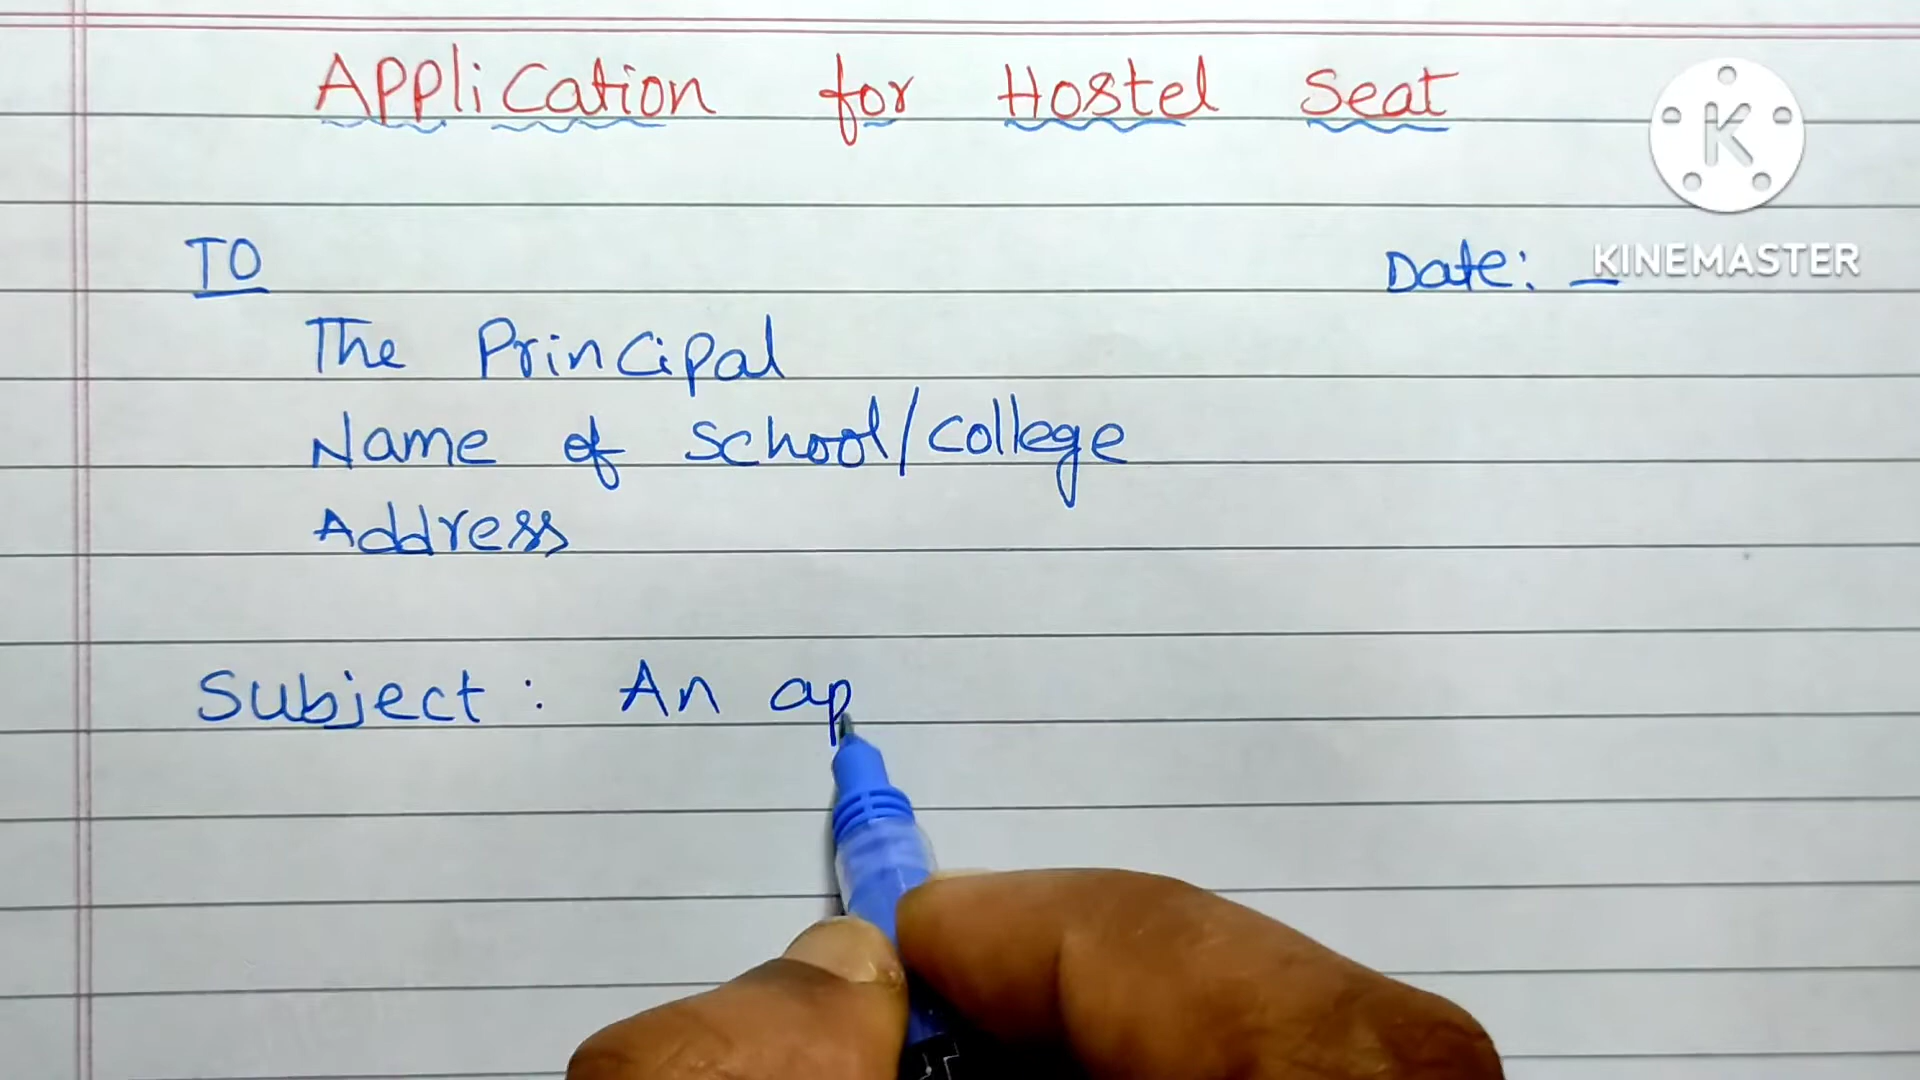 Application for Hostel Seat
TO
Date: _
KINEMASTER
The Principal
Name of School/College
Address
Subject: An ap